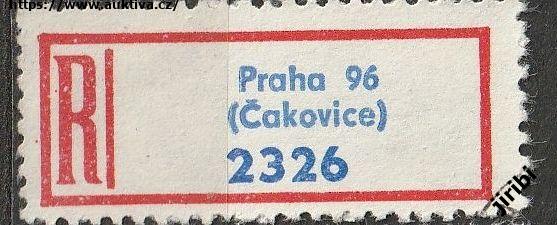 https://www.auktiva.cz/
R
Praha 96
(Čakovice)
2326
jiribi